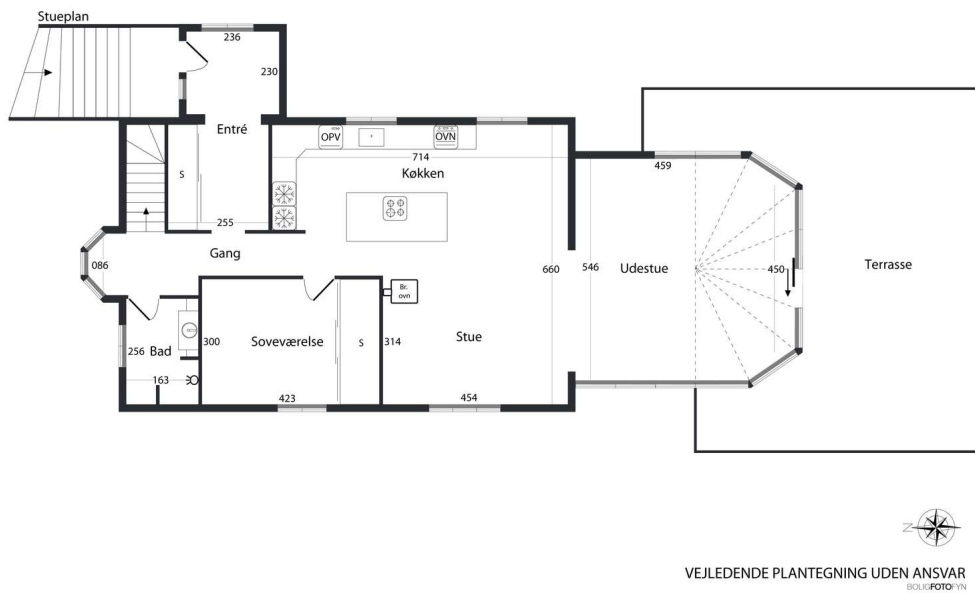 Stueplan
236
230
Entré
OPV
OVN
S
714
Køkken
459
255
Gang
086
660
546
Udestue
450
Terrasse
Br.
ovn
256
Bad
300
Soveværelse
S
314
Stue
163
423
454
N
VEJLEDENDE PLANTEGNING UDEN ANSVAR
BOLIGFOTOFYN